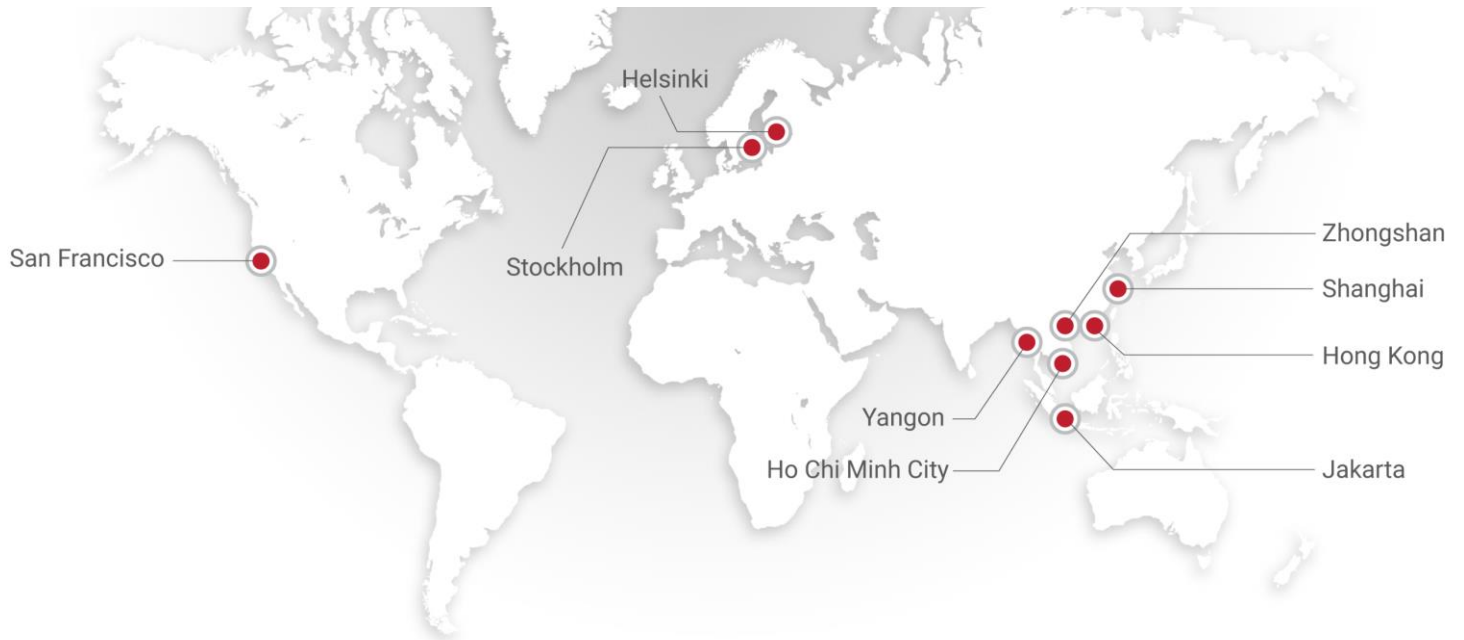 Helsinki
Zhongshan
San Francisco
Stockholm
Shanghai
Hong Kong
Yangon
Ho Chi Minh City
Jakarta